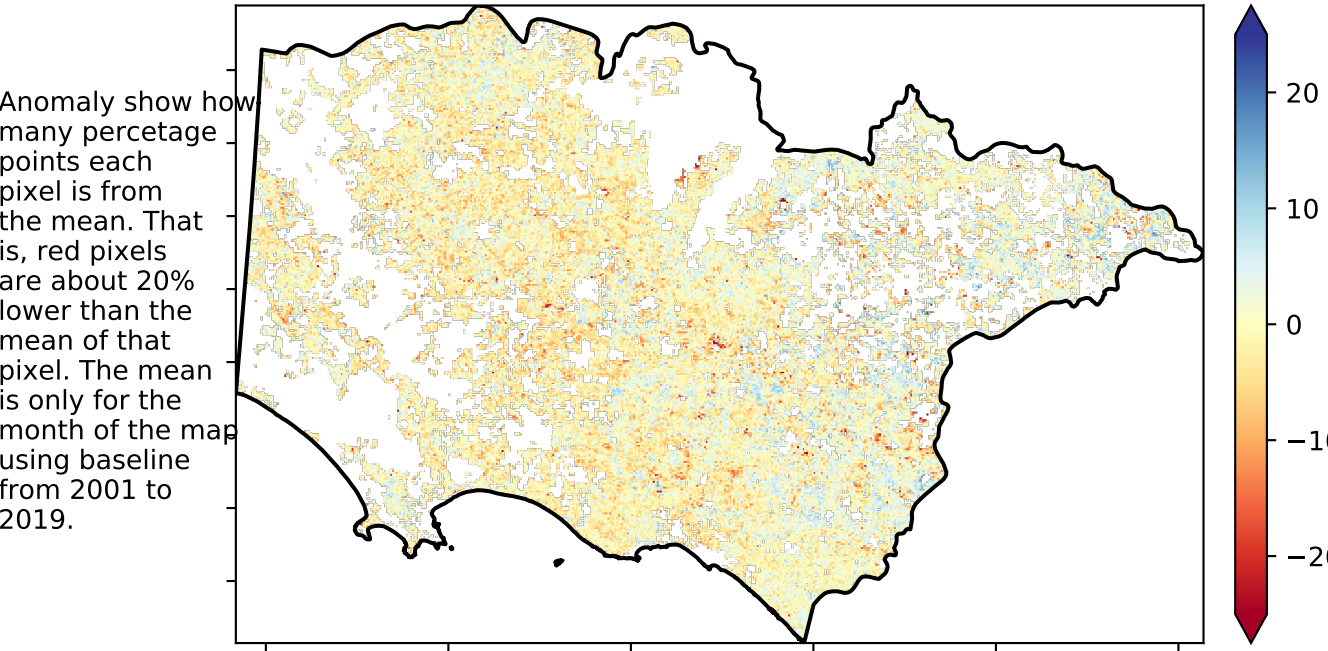 Anomaly show how
many percetage
points each
pixel is from
the mean. That
is, red pixels
are about 20%
lower than the
mean of that
pixel. The mean
is only for the
month of the map
using baseline
from 2001 to
2019.
20
10
0
−10
−20